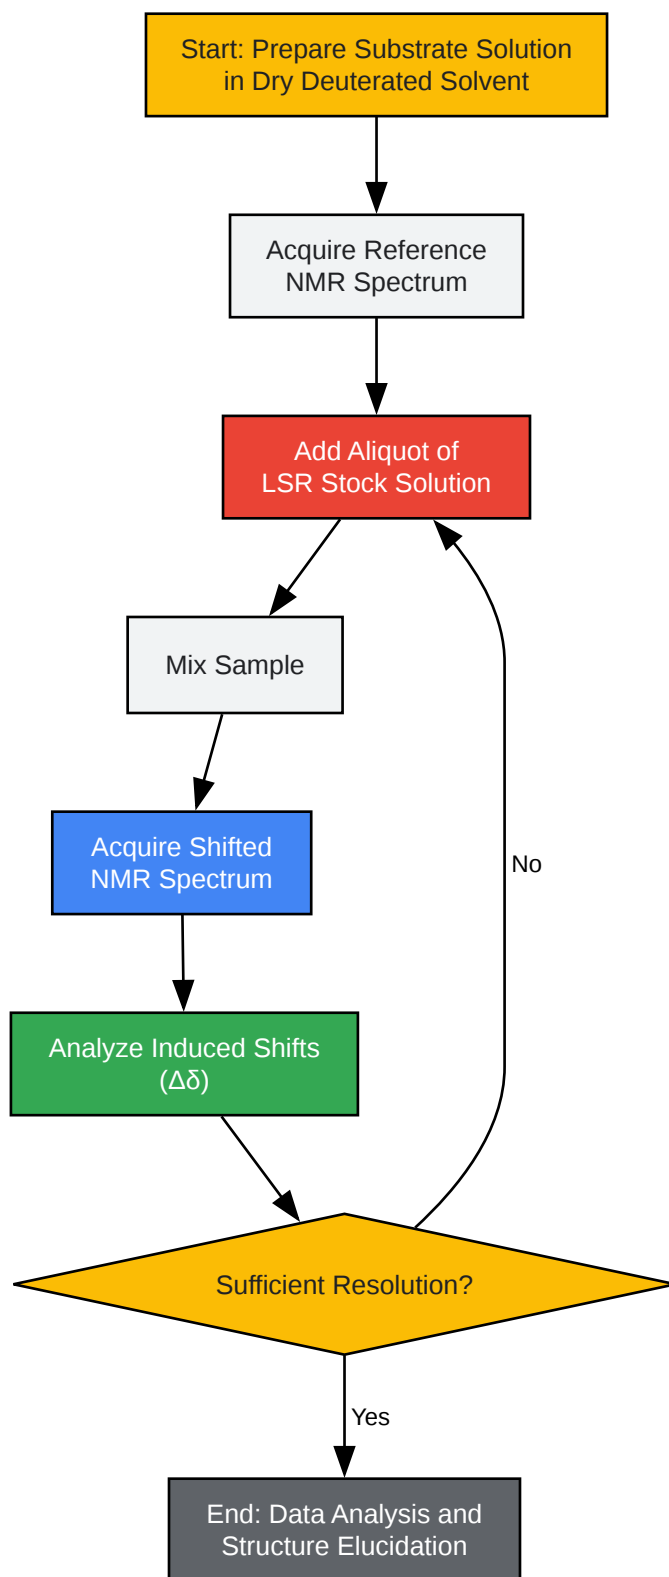 Start: Prepare Substrate Solution
in Dry Deuterated Solvent
Acquire Reference
NMR Spectrum
Add Aliquot of
LSR Stock Solution
Mix Sample
Acquire Shifted
NMR Spectrum
No
Analyze Induced Shifts
(Δδ)
Sufficient Resolution?
Yes
End: Data Analysis and
Structure Elucidation